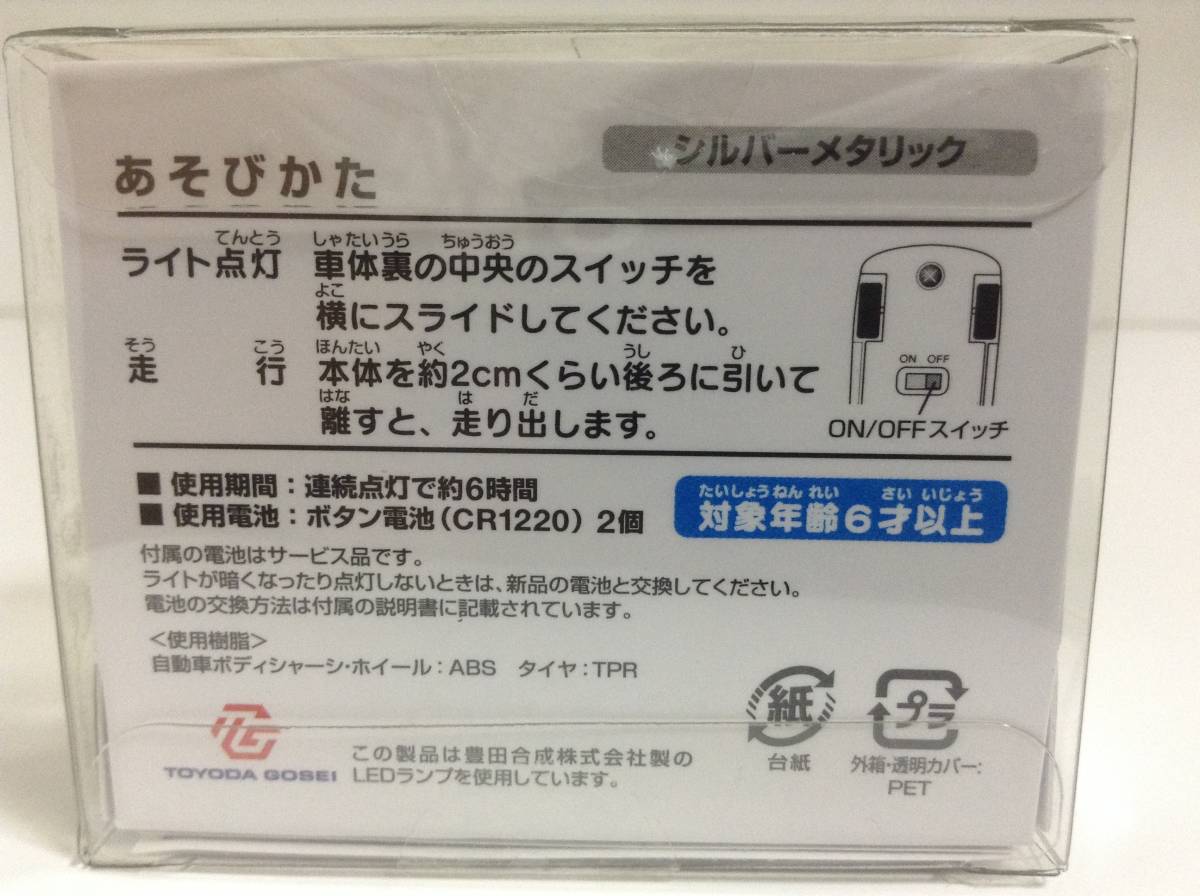 シルバーメタリック
あそびかた
てんとう しゃたいうら ちゅうおう
ライト点灯 車体裏の中央のスイッチを
よこ
横にスライドしてください。
そう こう ほんたい やく うし ひ
走行 本体を約2cmくらい後ろに引いて
はな は だ
離すと、走り出します。
ON OFF
ON/OFFスイッチ
■ 使用期間：連続点灯で約6時間
■ 使用電池：ボタン電池（CR1220）2個
たいしょうねんれい さいいじょう
対象年齢6才以上
付属の電池はサービス品です。
ライトが暗くなったり点灯しないときは、新品の電池と交換してください。
電池の交換方法は付属の説明書に記載されています。
＜使用樹脂＞
自動車ボディシャーシ・ホイール：ABS タイヤ：TPR
TOYODA GOSEI
この製品は豊田合成株式会社製の
LEDランプを使用しています。
紙
台紙
プラ
外箱・透明カバー：
PET